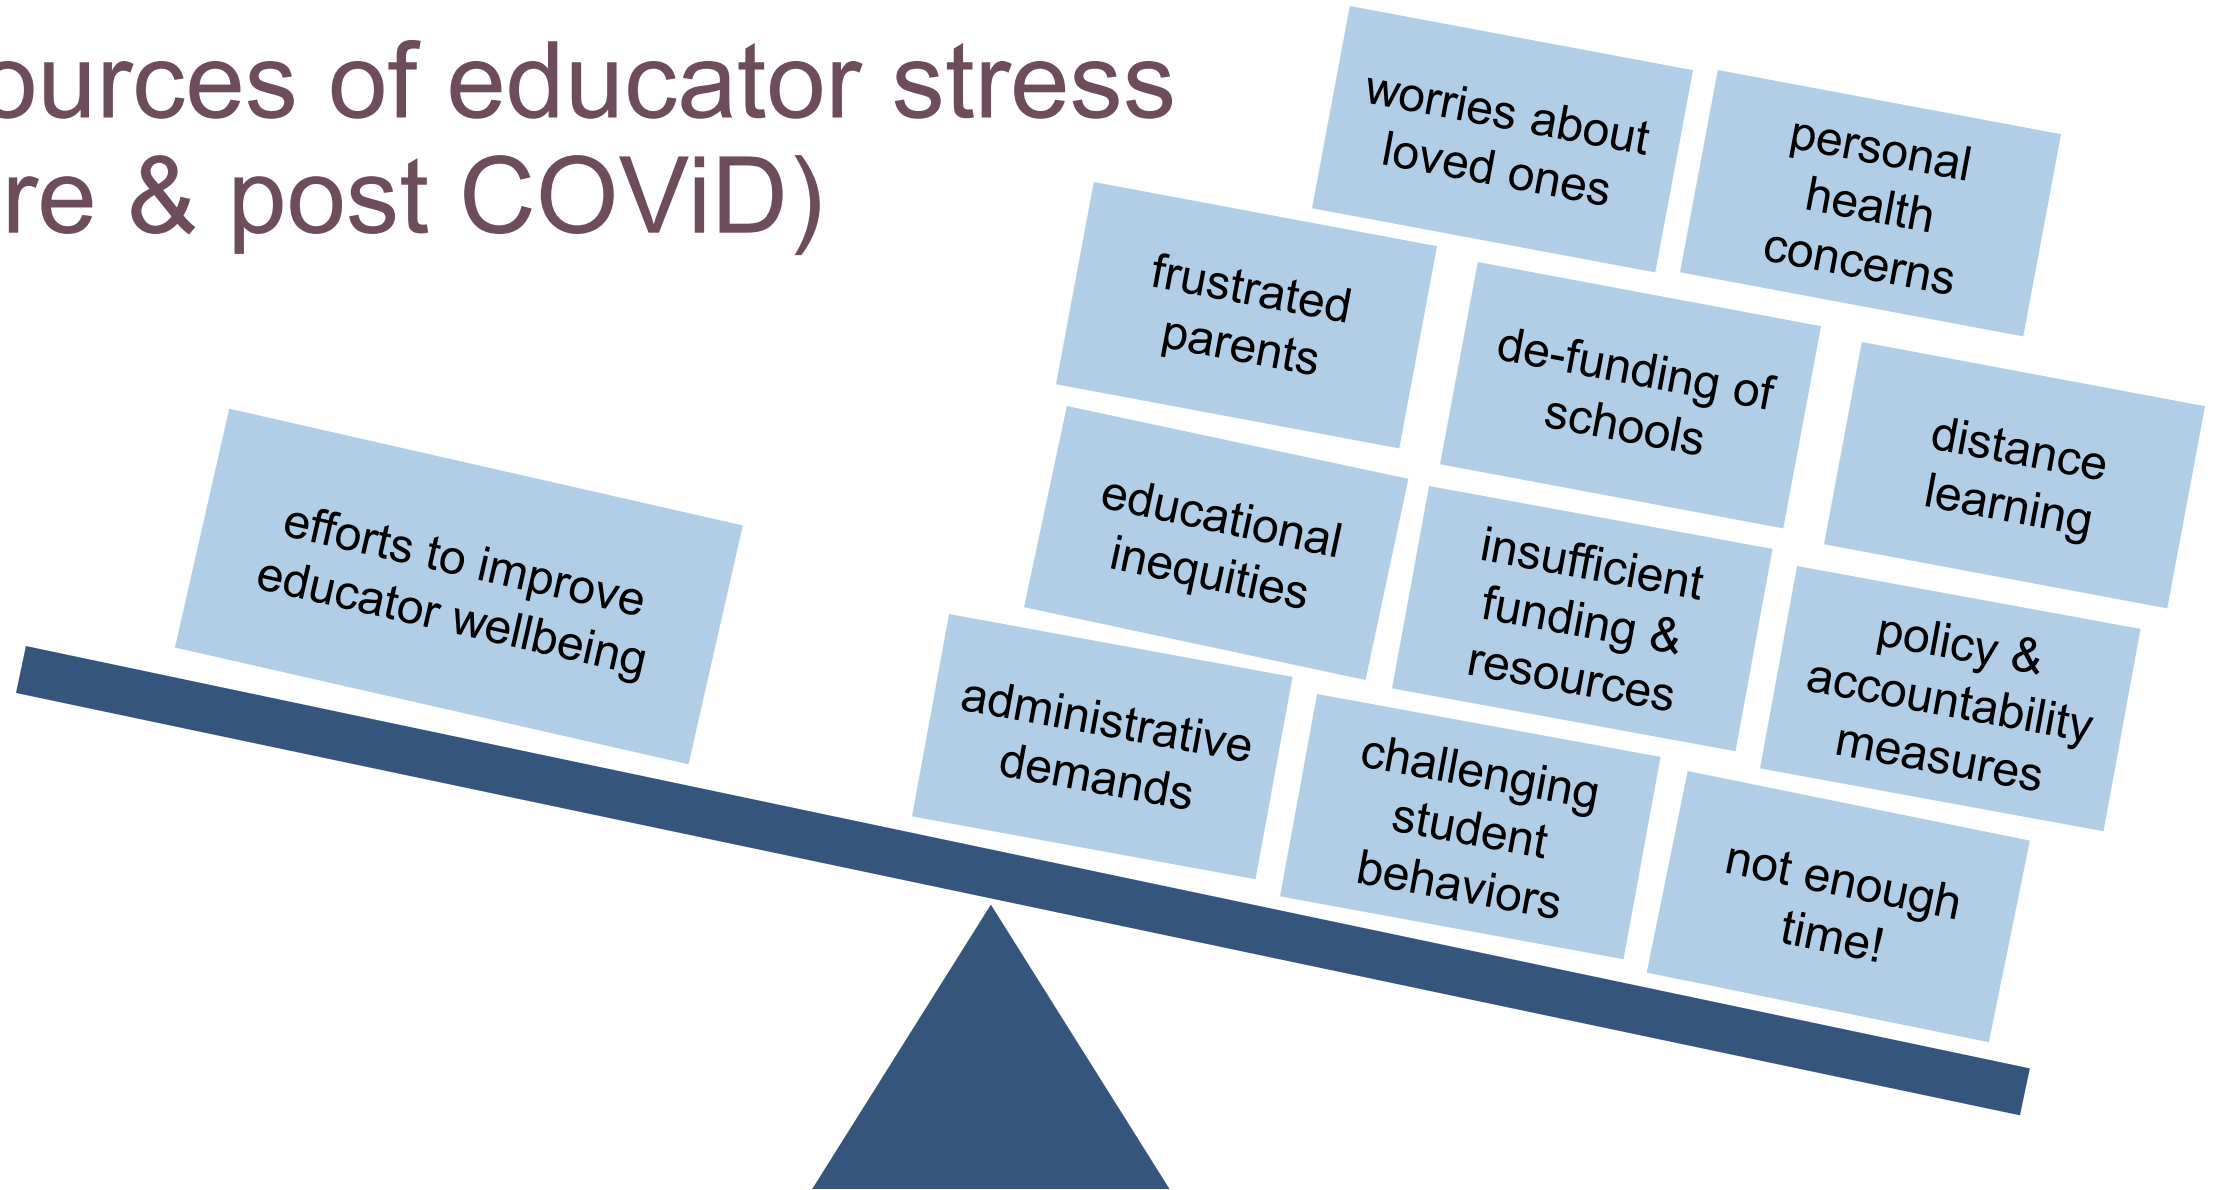 ources of educator stress
re & post COViD)
worries about
loved ones
personal
health
concerns
frustrated
parents
de-funding of
schools
distance
learning
efforts to improve
educator wellbeing
educational
inequities
insufficient
funding &
resources
policy &
accountability
measures
administrative
demands
challenging
student
behaviors
not enough
time!